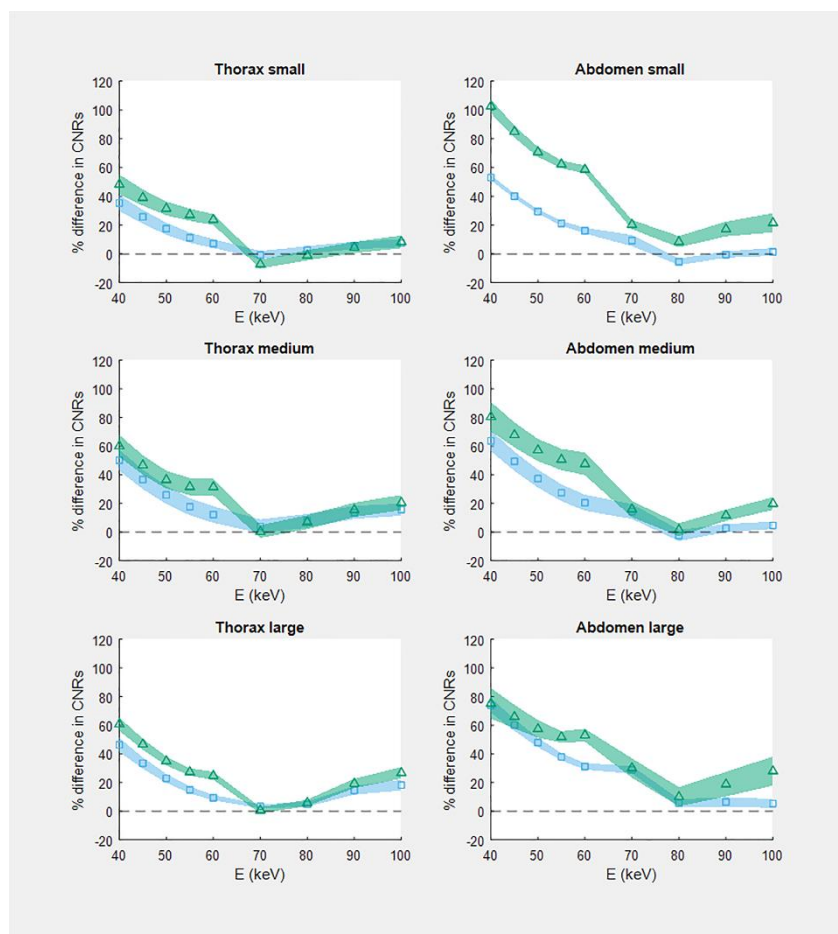 Thorax small
120
100
80
60
40
20
0
-20
% difference in CNRs
40 50 60 70 80 90 100
E (keV)
Abdomen small
120
100
80
60
40
20
0
-20
% difference in CNRs
40 50 60 70 80 90 100
E (keV)
Thorax medium
120
100
80
60
40
20
0
-20
% difference in CNRs
40 50 60 70 80 90 100
E (keV)
Abdomen medium
120
100
80
60
40
20
0
-20
% difference in CNRs
40 50 60 70 80 90 100
E (keV)
Thorax large
120
100
80
60
40
20
0
-20
% difference in CNRs
40 50 60 70 80 90 100
E (keV)
Abdomen large
120
100
80
60
40
20
0
-20
% difference in CNRs
40 50 60 70 80 90 100
E (keV)